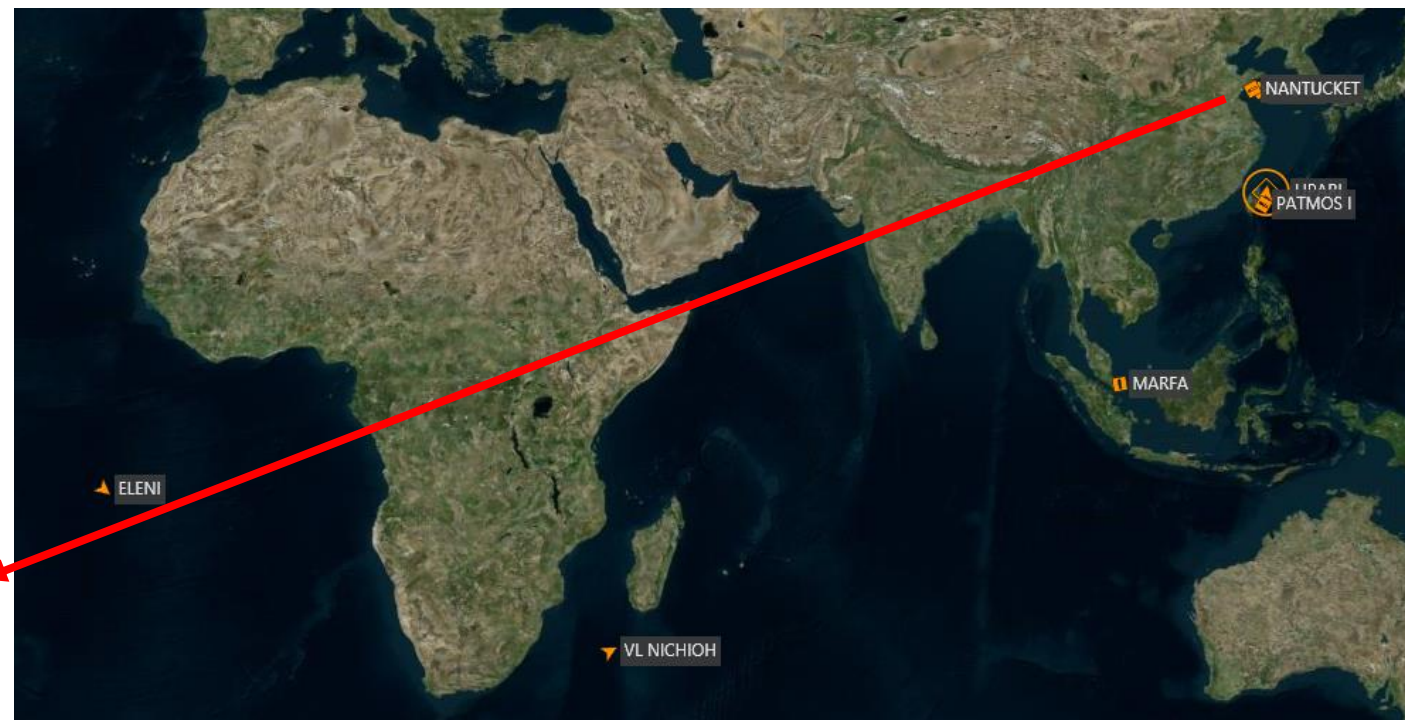 NANTUCKET
PATMOS I
MARFA
ELENI
VL NICHIOH